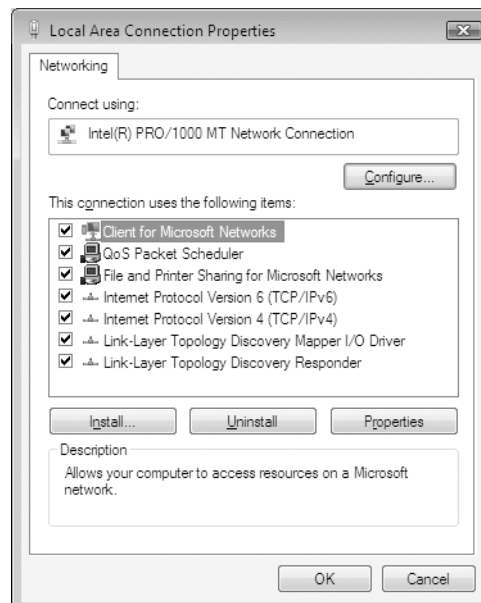 Local Area Connection Properties
Networking
Connect using:
Intel(R) PRO/1000 MT Network Connection
Configure...
This connection uses the following items:
Client for Microsoft Networks
QoS Packet Scheduler
File and Printer Sharing for Microsoft Networks
Internet Protocol Version 6 (TCP/IPv6)
Internet Protocol Version 4 (TCP/IPv4)
Link-Layer Topology Discovery Mapper I/O Driver
Link-Layer Topology Discovery Responder
Install... Uninstall Properties
Description
Allows your computer to access resources on a Microsoft
network.
OK Cancel